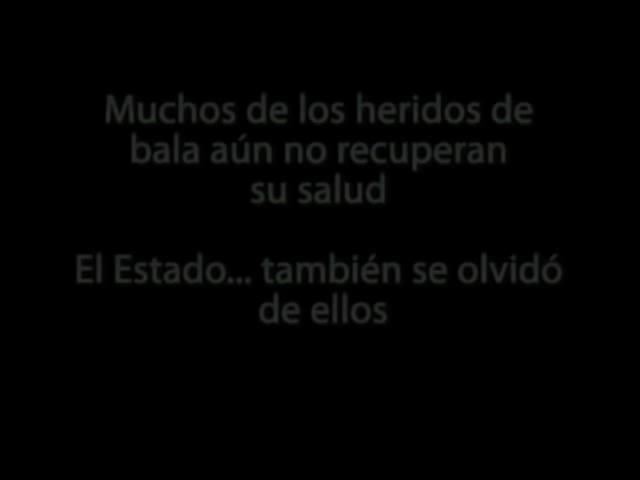 Muchos de los heridos de
bala aún no recuperan
su salud
El Estado... también se olvidó
de ellos